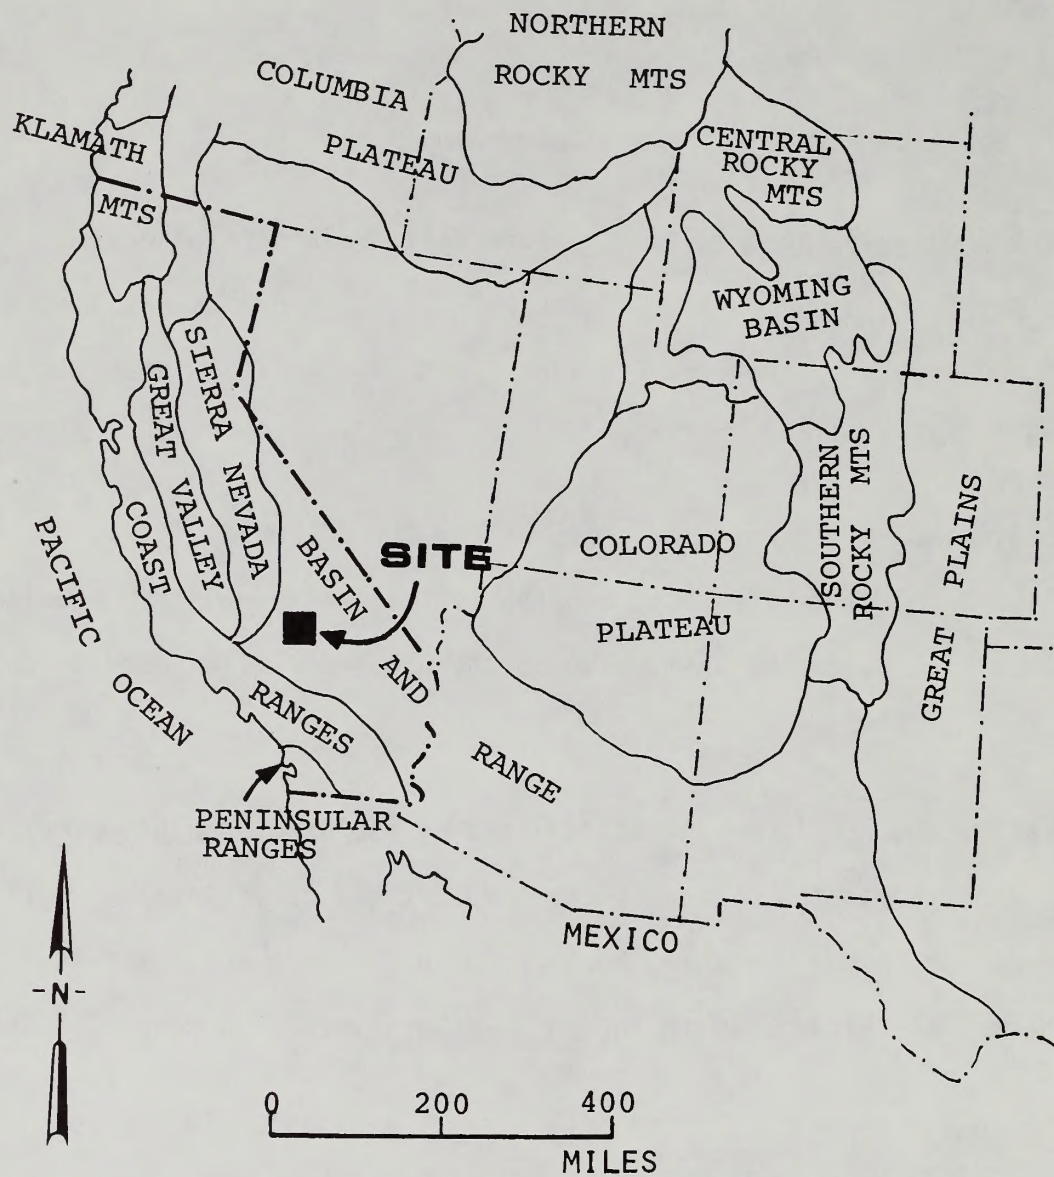 NORTHERN
ROCKY MTS
COLUMBIA
PLATEAU
KLAMATH
MTS
CENTRAL
ROCKY
MTS
WYOMING
BASIN
SIERRA NEVADA
GREAT VALLEY
COAST
RANGES
PACIFIC
OCEAN
BASIN
AND
RANGE
SITE
COLORADO
PLATEAU
SOUTHERN
ROCKY MTS
GREAT
PLAINS
PENINSULAR
RANGES
MEXICO
-N-
0 200 400
MILES